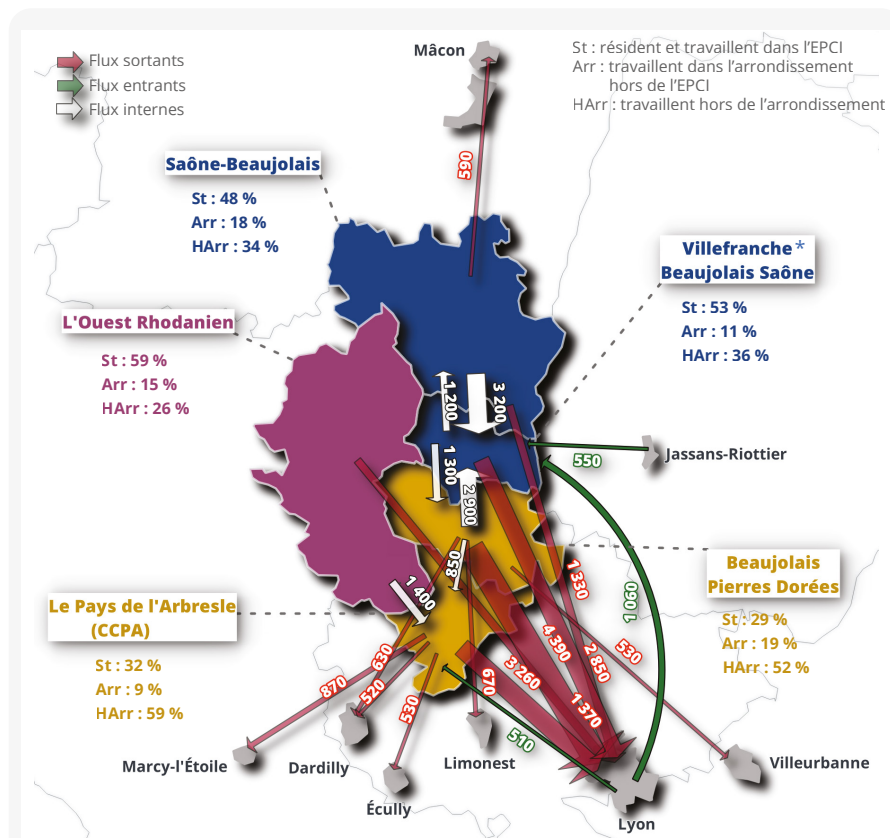 Flux sortants
Flux entrants
Flux internes
Mâcon
St : résident et travaillent dans l'EPCI
Arr : travaillent dans l'arrondissement
hors de l'EPCI
HArr : travaillent hors de l'arrondissement
590
Saône-Beaujolais
St : 48 %
Arr : 18 %
HArr : 34 %
Villefranche*
Beaujolais Saône
St : 53 %
Arr : 11 %
HArr : 36 %
L'Ouest Rhodanien
St : 59 %
Arr : 15 %
HArr : 26 %
1 200
3 200
1 300
2 900
550
Jassans-Riottier
850
1 400
1 330
1 060
Beaujolais
Pierres Dorées
St : 29 %
Arr : 19 %
HArr : 52 %
Le Pays de l'Arbresle
(CCPA)
St : 32 %
Arr : 9 %
HArr : 59 %
630
870
520
530
670
3 260
4 390
2 850
1 370
530
510
Marcy-l'Étoile
Dardilly
Écully
Limonest
Lyon
Villeurbanne